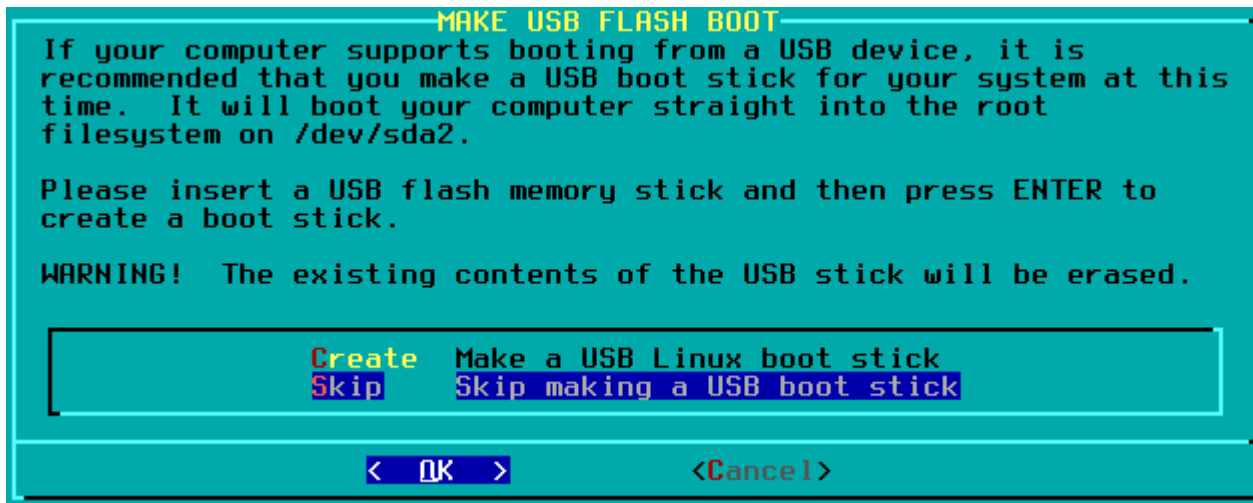 MAKE USB FLASH BOOT
If your computer supports booting from a USB device, it is
recommended that you make a USB boot stick for your system at this
time.  It will boot your computer straight into the root
filesystem on /dev/sda2.
Please insert a USB flash memory stick and then press ENTER to
create a boot stick.
WARNING!  The existing contents of the USB stick will be erased.
Create  Make a USB Linux boot stick
Skip    Skip making a USB boot stick
<  OK  >          <Cancel>